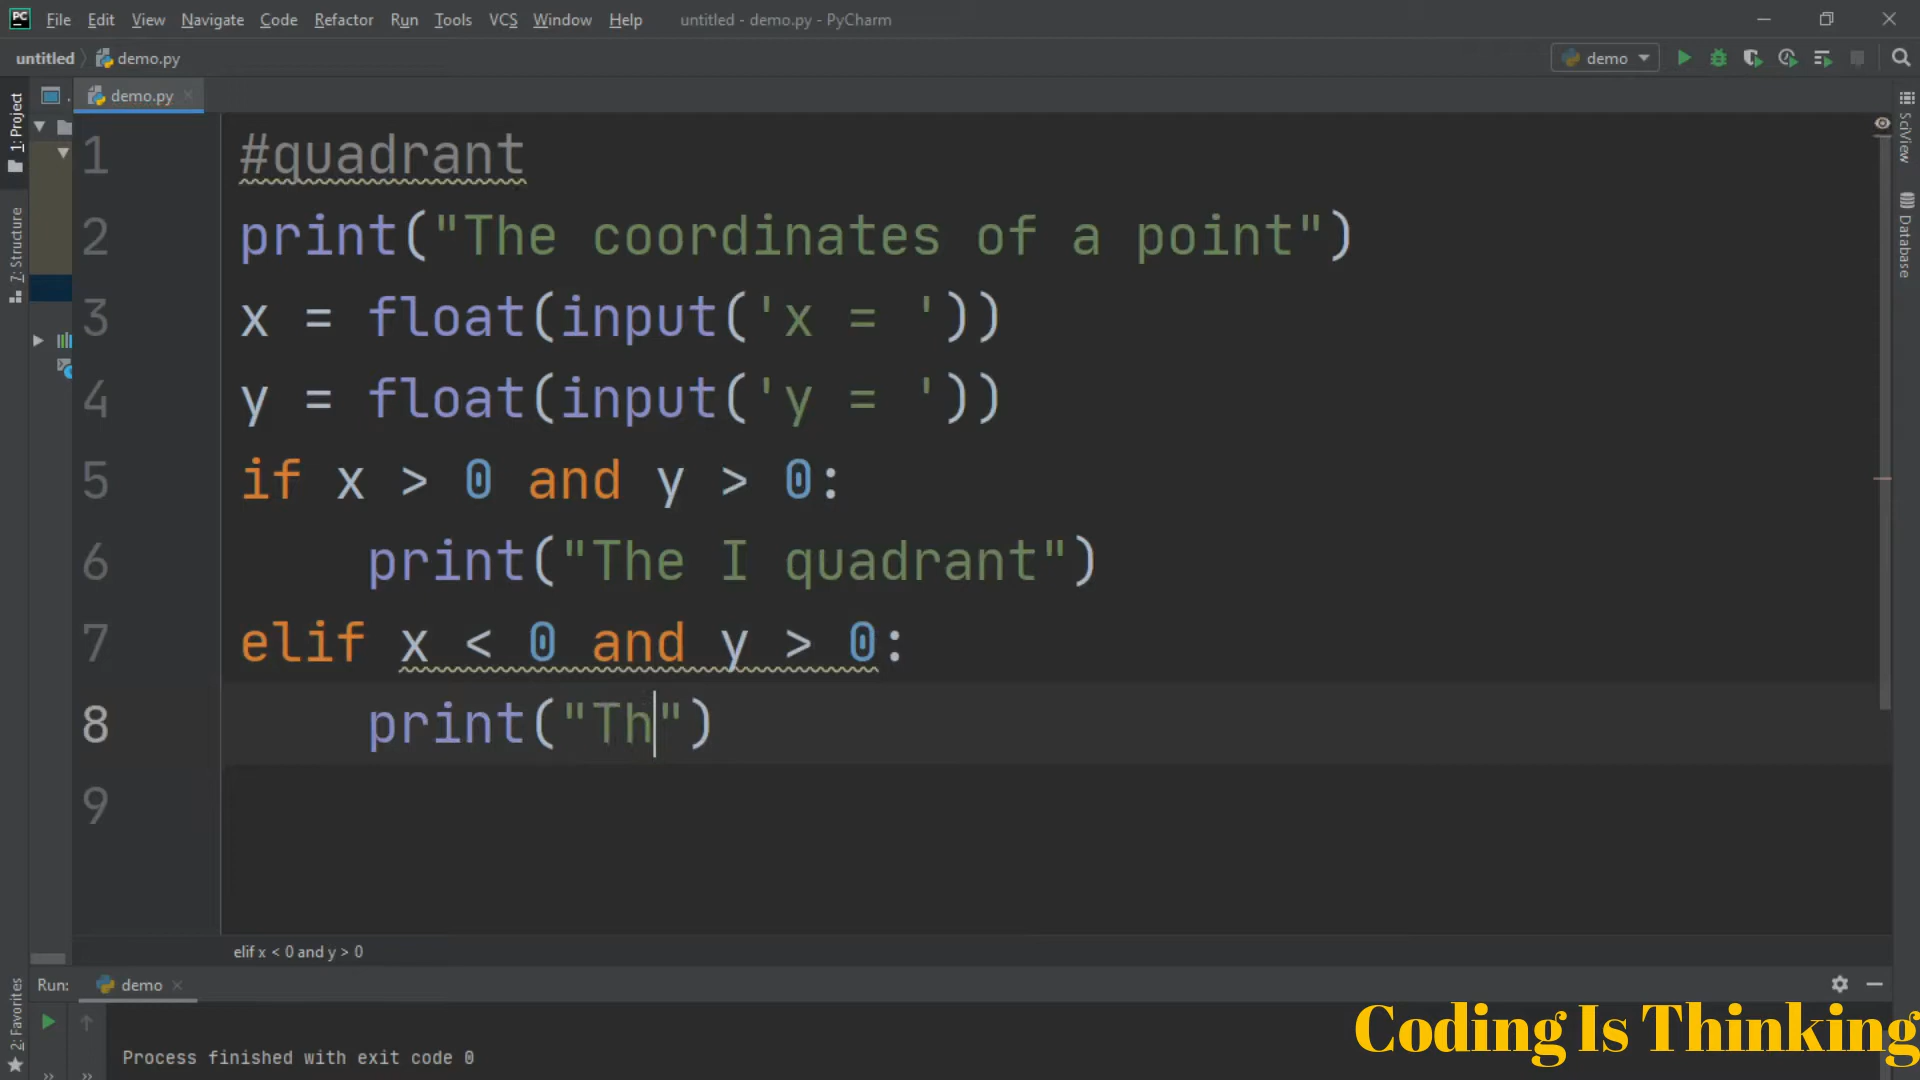 PC File Edit View Navigate Code Refactor Run Tools VCS Window Help untitled - demo.py - PyCharm
untitled demo.py demo
1: Project
7: Structure
2: Favorites
SciView
Database
demo.py
1 #quadrant
2 print("The coordinates of a point")
3 x = float(input('x = '))
4 y = float(input('y = '))
5 if x > 0 and y > 0:
6 print("The I quadrant")
7 elif x < 0 and y > 0:
8 print("Th")
9
elif x < 0 and y > 0
Run: demo
Process finished with exit code 0
Coding Is Thinking